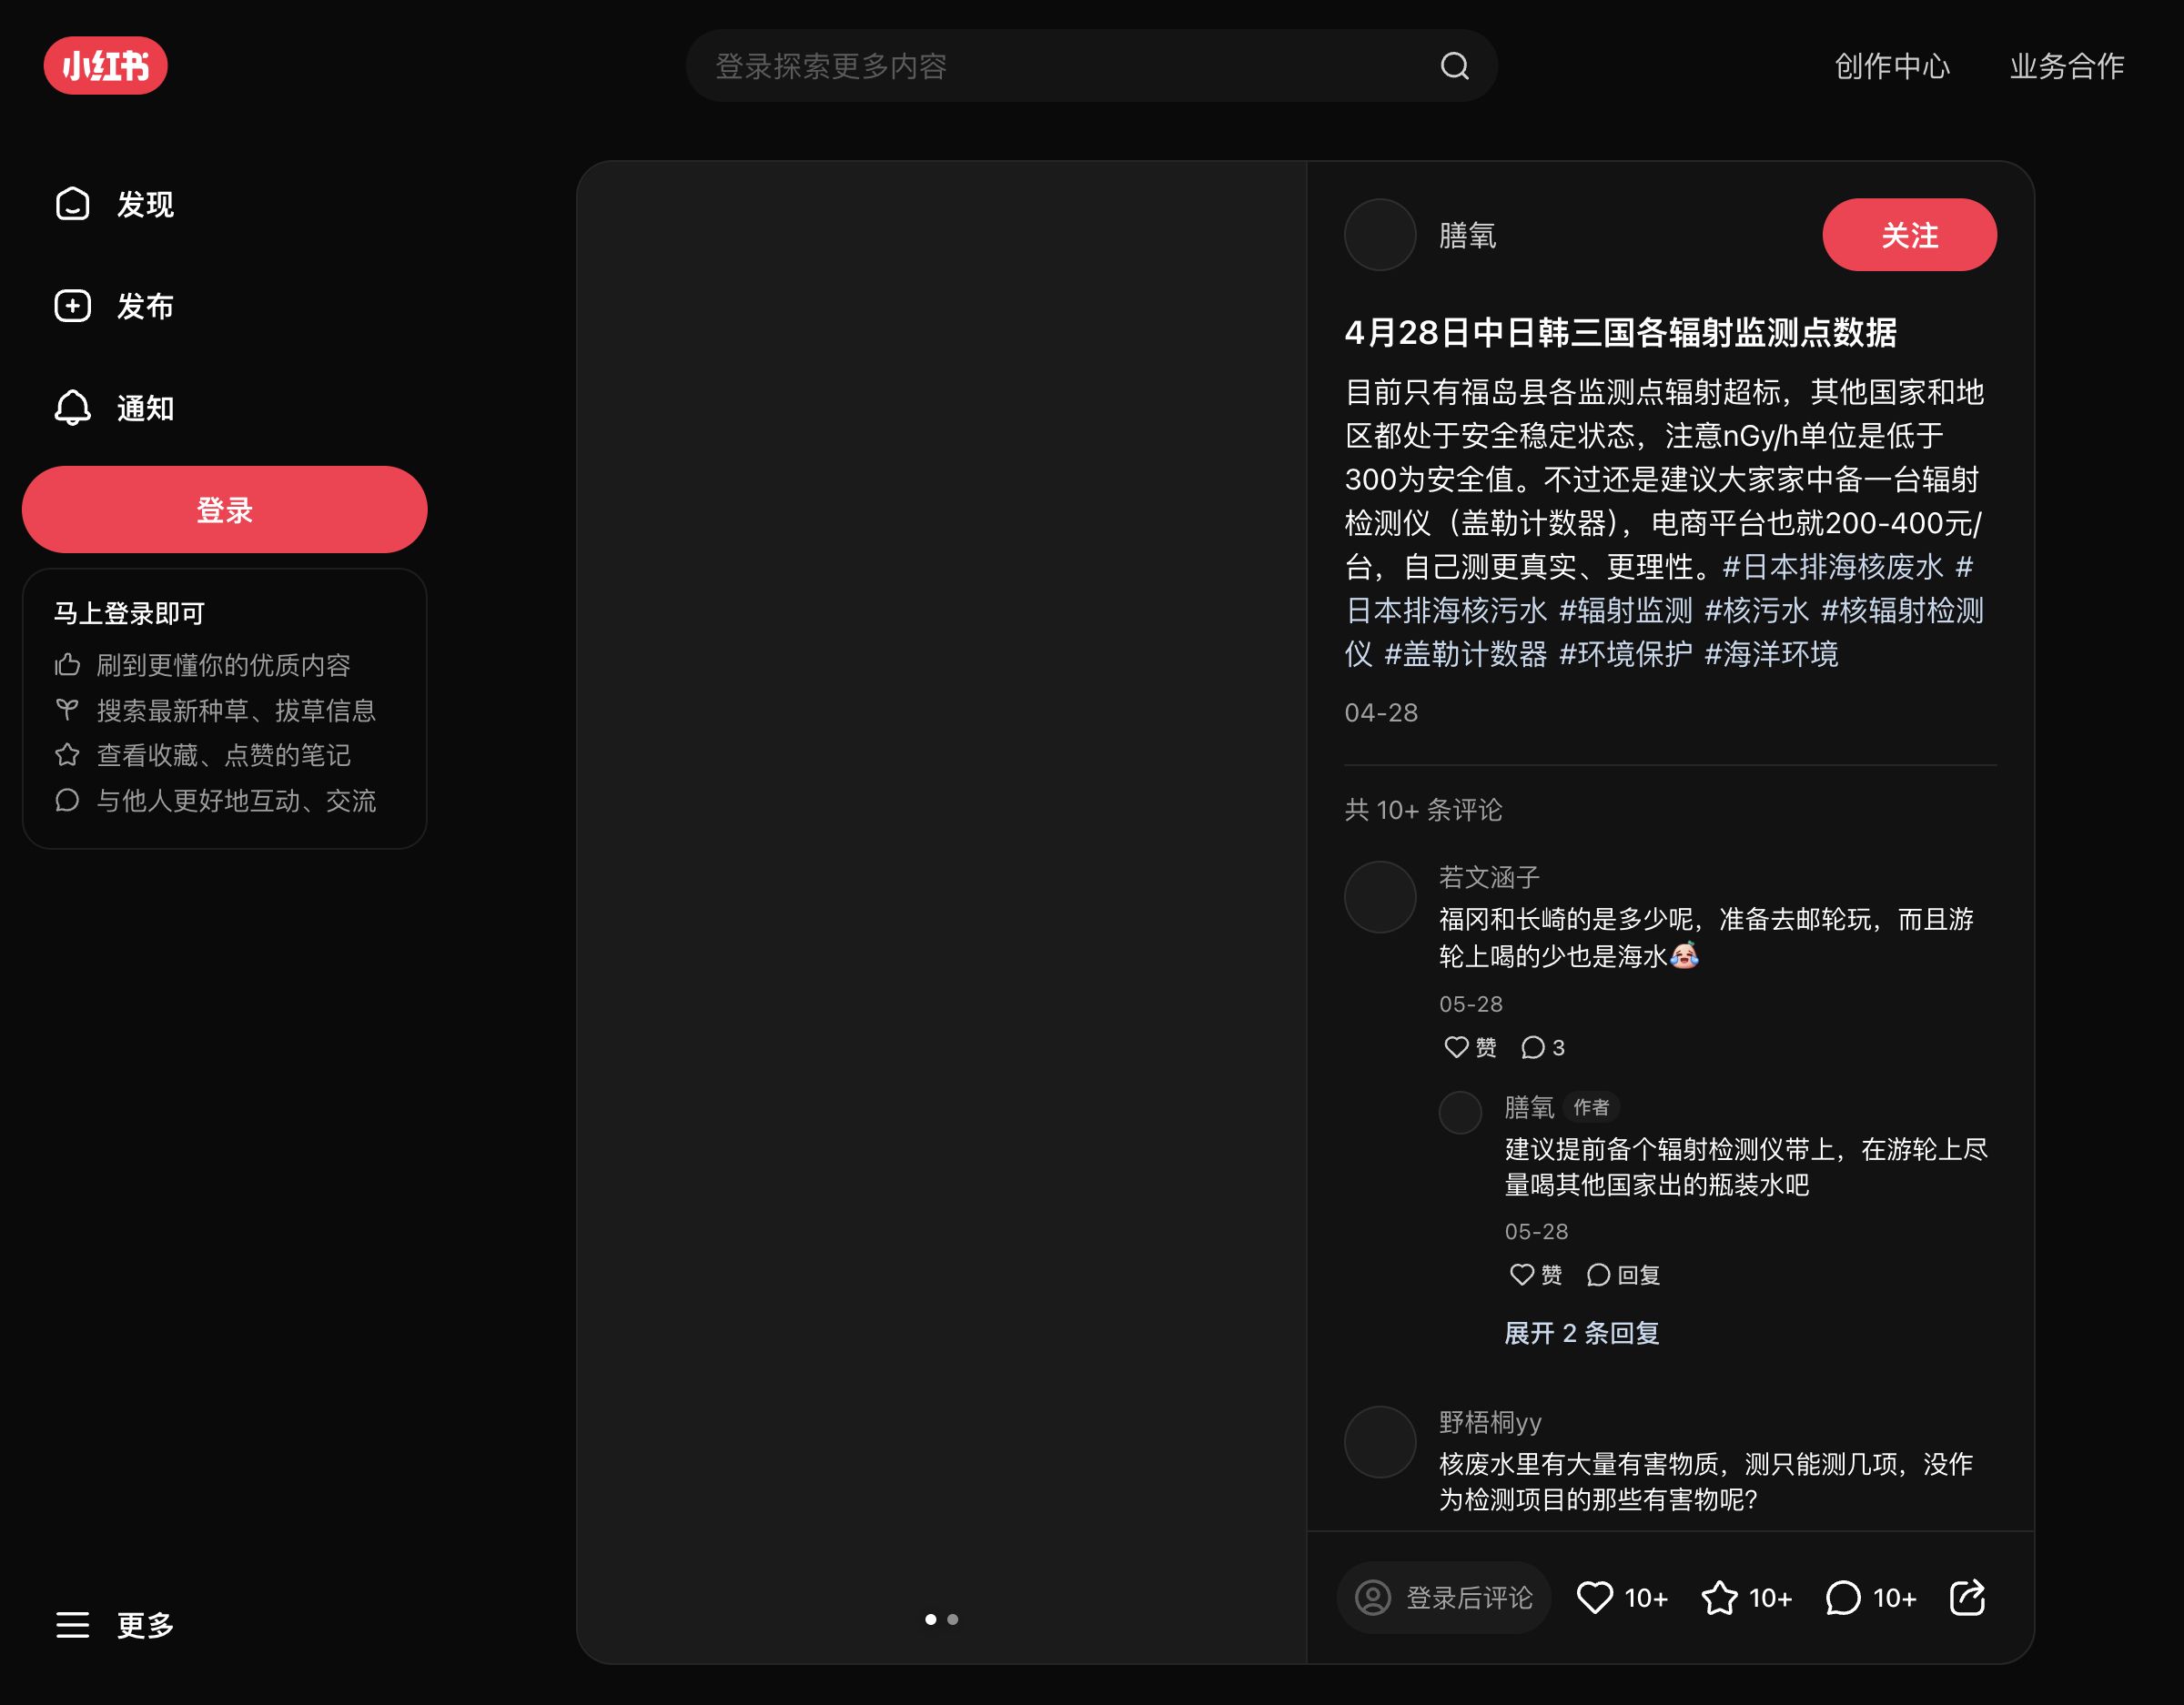 小红书
登录探索更多内容
创作中心
业务合作
发现
发布
通知
登录
马上登录即可
刷到更懂你的优质内容
搜索最新种草、拔草信息
查看收藏、点赞的笔记
与他人更好地互动、交流
更多
膳氧
关注
4月28日中日韩三国各辐射监测点数据
目前只有福岛县各监测点辐射超标，其他国家和地
区都处于安全稳定状态，注意nGy/h单位是低于
300为安全值。不过还是建议大家家中备一台辐射
检测仪（盖勒计数器），电商平台也就200-400元/
台，自己测更真实、更理性。#日本排海核废水 #
日本排海核污水 #辐射监测 #核污水 #核辐射检测
仪 #盖勒计数器 #环境保护 #海洋环境
04-28
共 10+ 条评论
若文涵子
福冈和长崎的是多少呢，准备去邮轮玩，而且游
轮上喝的少也是海水
05-28
赞 3
膳氧 作者
建议提前备个辐射检测仪带上，在游轮上尽
量喝其他国家出的瓶装水吧
05-28
赞 回复
展开 2 条回复
野梧桐yy
核废水里有大量有害物质，测只能测几项，没作
为检测项目的那些有害物呢？
登录后评论 10+ 10+ 10+